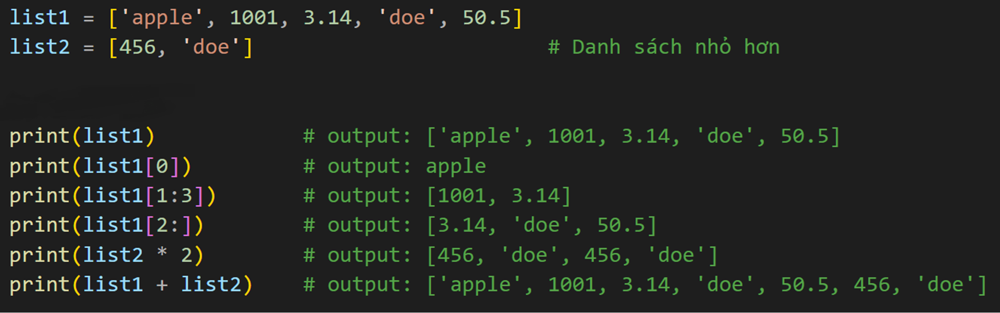 list1 = ['apple', 1001, 3.14, 'doe', 50.5]
list2 = [456, 'doe']                        # Danh sách nhỏ hơn
print(list1)            # output: ['apple', 1001, 3.14, 'doe', 50.5]
print(list1[0])         # output: apple
print(list1[1:3])       # output: [1001, 3.14]
print(list1[2:])        # output: [3.14, 'doe', 50.5]
print(list2 * 2)        # output: [456, 'doe', 456, 'doe']
print(list1 + list2)    # output: ['apple', 1001, 3.14, 'doe', 50.5, 456, 'doe']